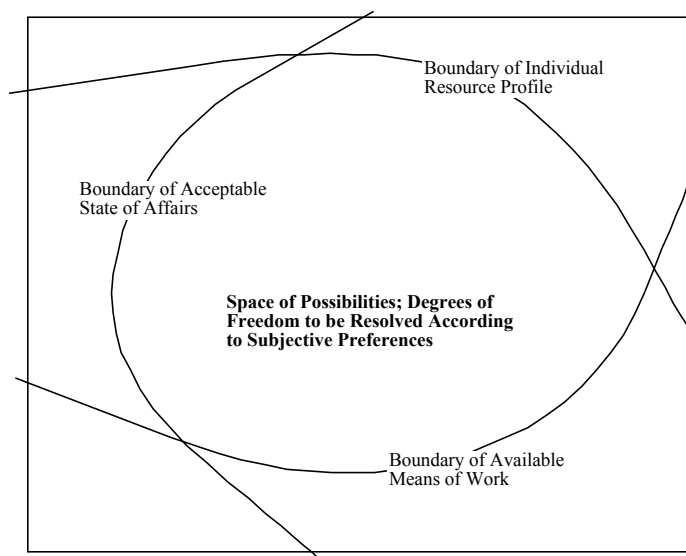 Boundary of Individual
Resource Profile
Boundary of Acceptable
State of Affairs
Space of Possibilities; Degrees of
Freedom to be Resolved According
to Subjective Preferences
Boundary of Available
Means of Work